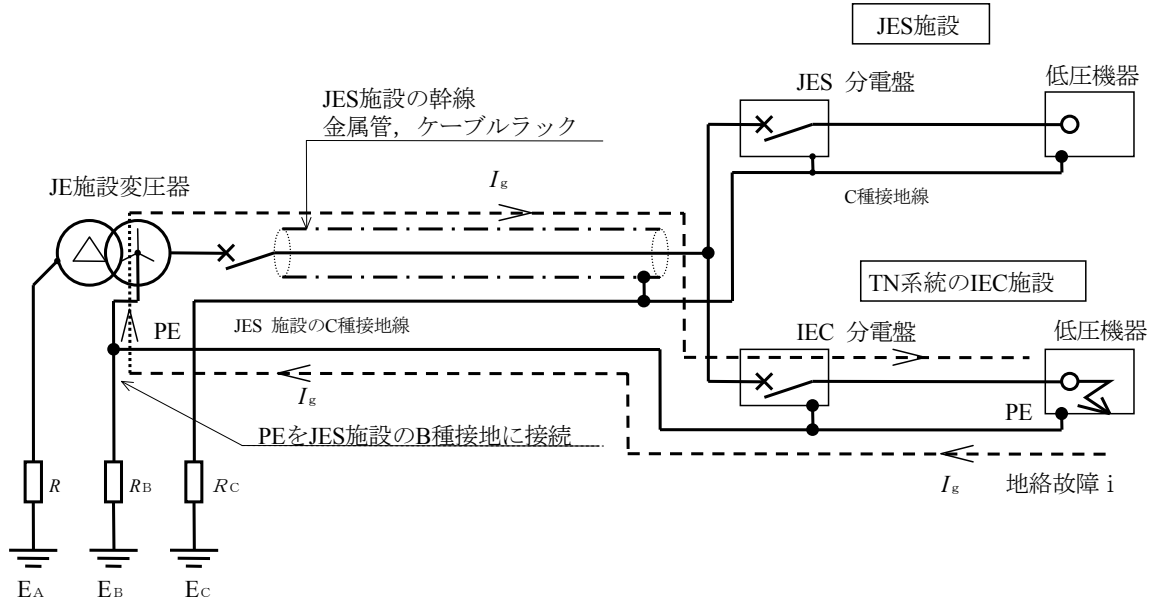 JES施設
JES施設の幹線
金属管，ケーブルラック
JES 分電盤
低圧機器
JE施設変圧器
Ig
C種接地線
TN系統のIEC施設
PE
JES 施設のC種接地線
IEC 分電盤
低圧機器
Ig
PE
PEをJES施設のB種接地に接続
Ig
地絡故障 i
R
RB
RC
EA
EB
EC